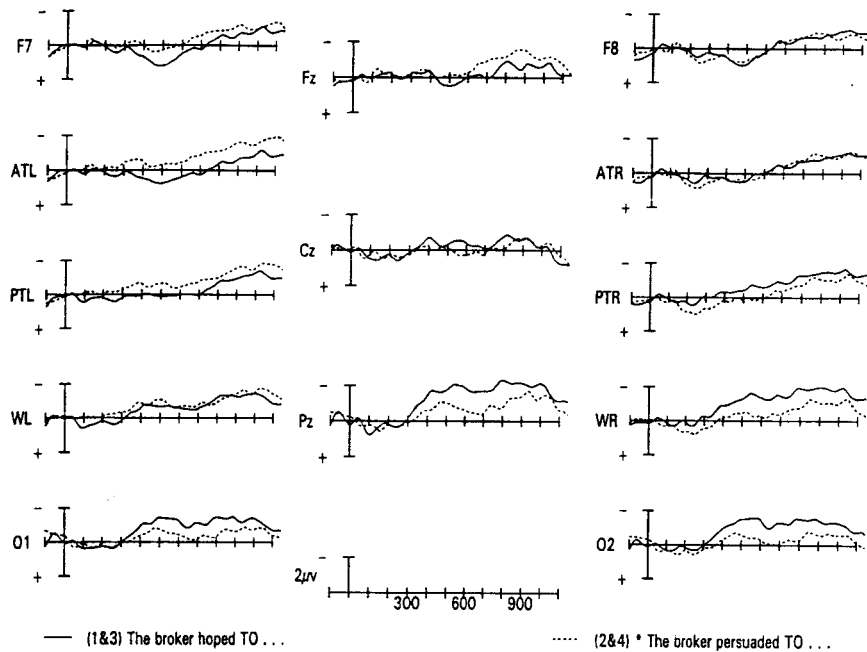 − F7 +
− Fz +
− F8 +
− ATL +
− Cz +
− ATR +
− PTL +
− PTR +
− WL +
− Pz +
− WR +
− O1 +
− 2μv
− O2 +
300 600 900
(1&3) The broker hoped TO . . .
(2&4) * The broker persuaded TO . . .